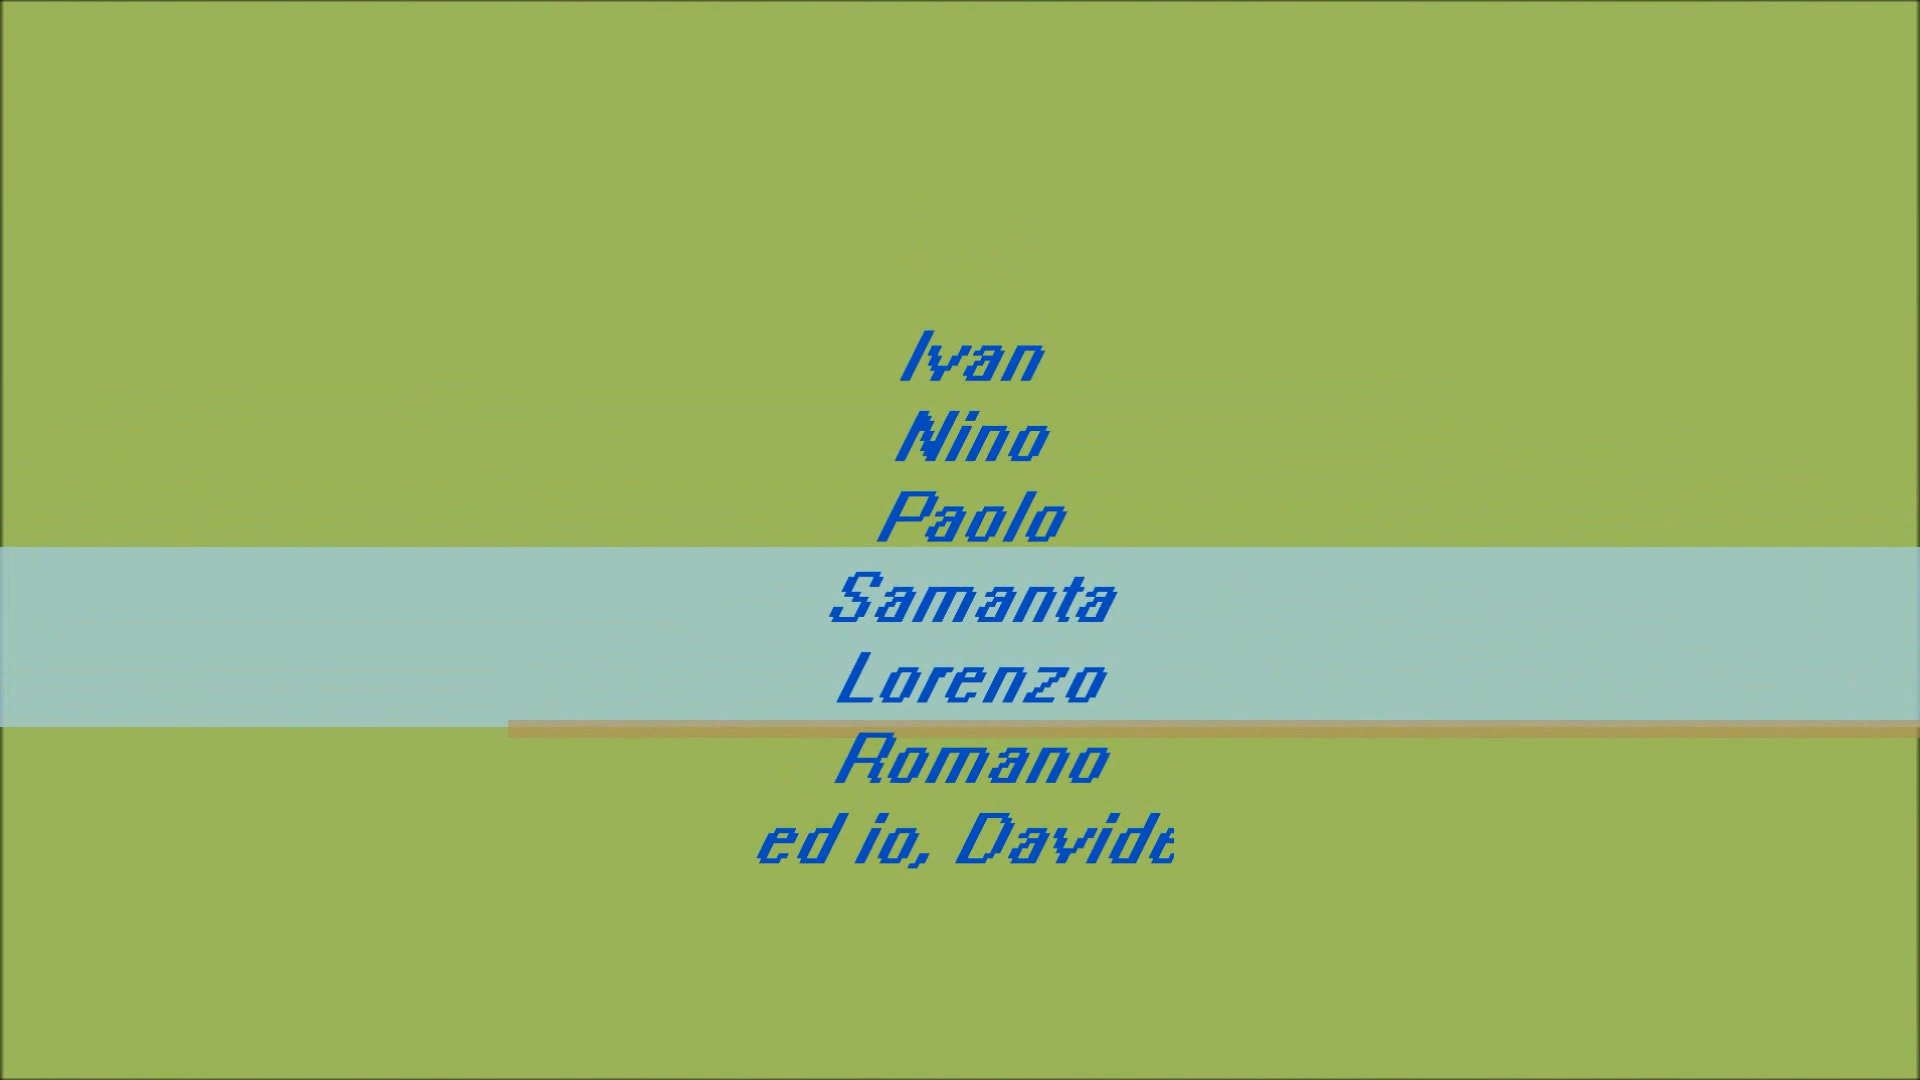 Ivan
Nino
Paolo
Samanta
Lorenzo
Romano
ed io, Davide